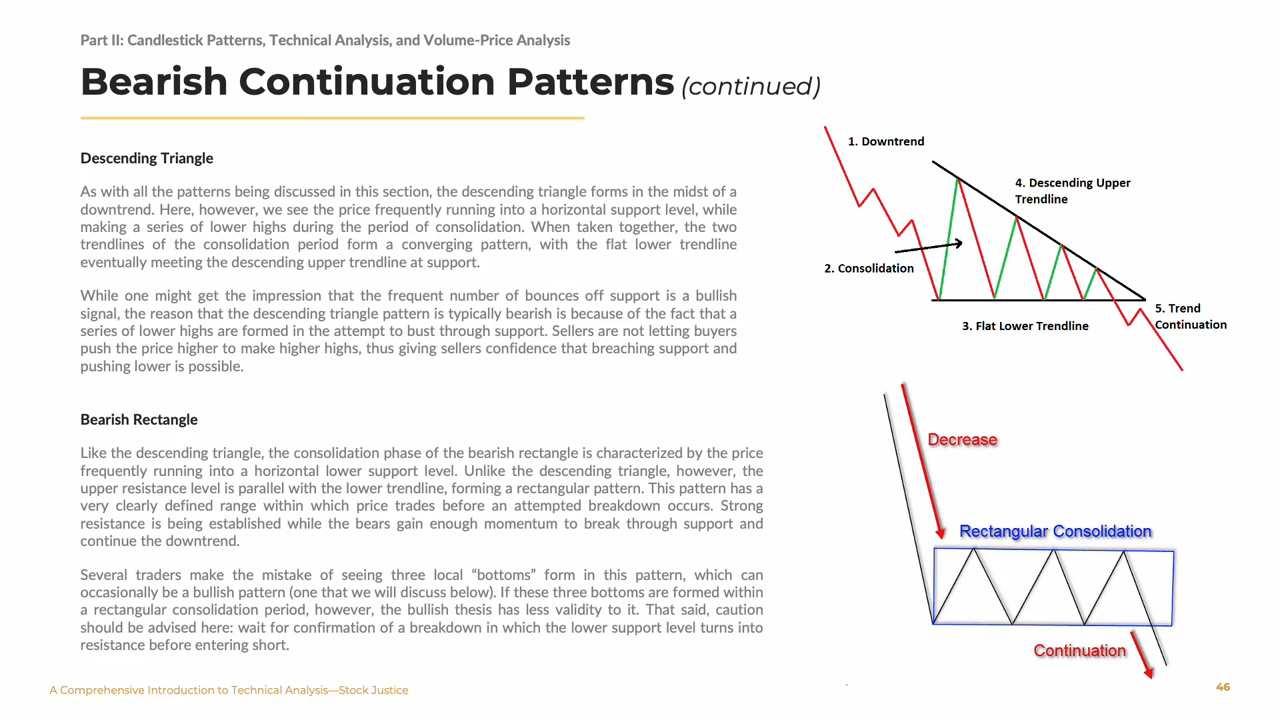 Part II: Candlestick Patterns, Technical Analysis, and Volume-Price Analysis
Bearish Continuation Patterns (continued)
Descending Triangle
As with all the patterns being discussed in this section, the descending triangle forms in the midst of a
downtrend. Here, however, we see the price frequently running into a horizontal support level, while
making a series of lower highs during the period of consolidation. When taken together, the two
trendlines of the consolidation period form a converging pattern, with the flat lower trendline
eventually meeting the descending upper trendline at support.
While one might get the impression that the frequent number of bounces off support is a bullish
signal, the reason that the descending triangle pattern is typically bearish is because of the fact that a
series of lower highs are formed in the attempt to bust through support. Sellers are not letting buyers
push the price higher to make higher highs, thus giving sellers confidence that breaching support and
pushing lower is possible.
Bearish Rectangle
Like the descending triangle, the consolidation phase of the bearish rectangle is characterized by the price
frequently running into a horizontal lower support level. Unlike the descending triangle, however, the
upper resistance level is parallel with the lower trendline, forming a rectangular pattern. This pattern has a
very clearly defined range within which price trades before an attempted breakdown occurs. Strong
resistance is being established while the bears gain enough momentum to break through support and
continue the downtrend.
Several traders make the mistake of seeing three local “bottoms” form in this pattern, which can
occasionally be a bullish pattern (one that we will discuss below). If these three bottoms are formed within
a rectangular consolidation period, however, the bullish thesis has less validity to it. That said, caution
should be advised here: wait for confirmation of a breakdown in which the lower support level turns into
resistance before entering short.
1. Downtrend
4. Descending Upper
Trendline
2. Consolidation
3. Flat Lower Trendline
5. Trend
Continuation
Decrease
Rectangular Consolidation
Continuation
A Comprehensive Introduction to Technical Analysis—Stock Justice
46